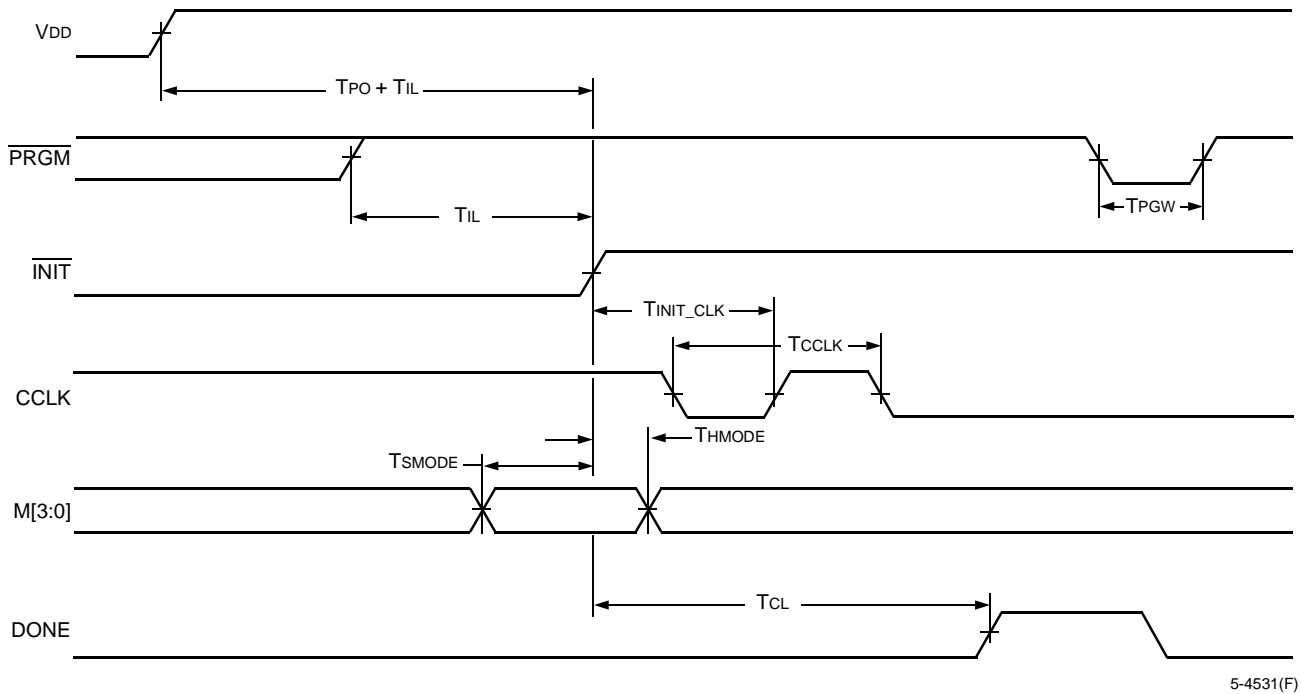 VDD
TPO + TIL
PRGM
TIL
TPGW
INIT
TINIT_CLK
TCCLK
CCLK
THMODE
TSMODE
M[3:0]
TCL
DONE
5-4531(F)